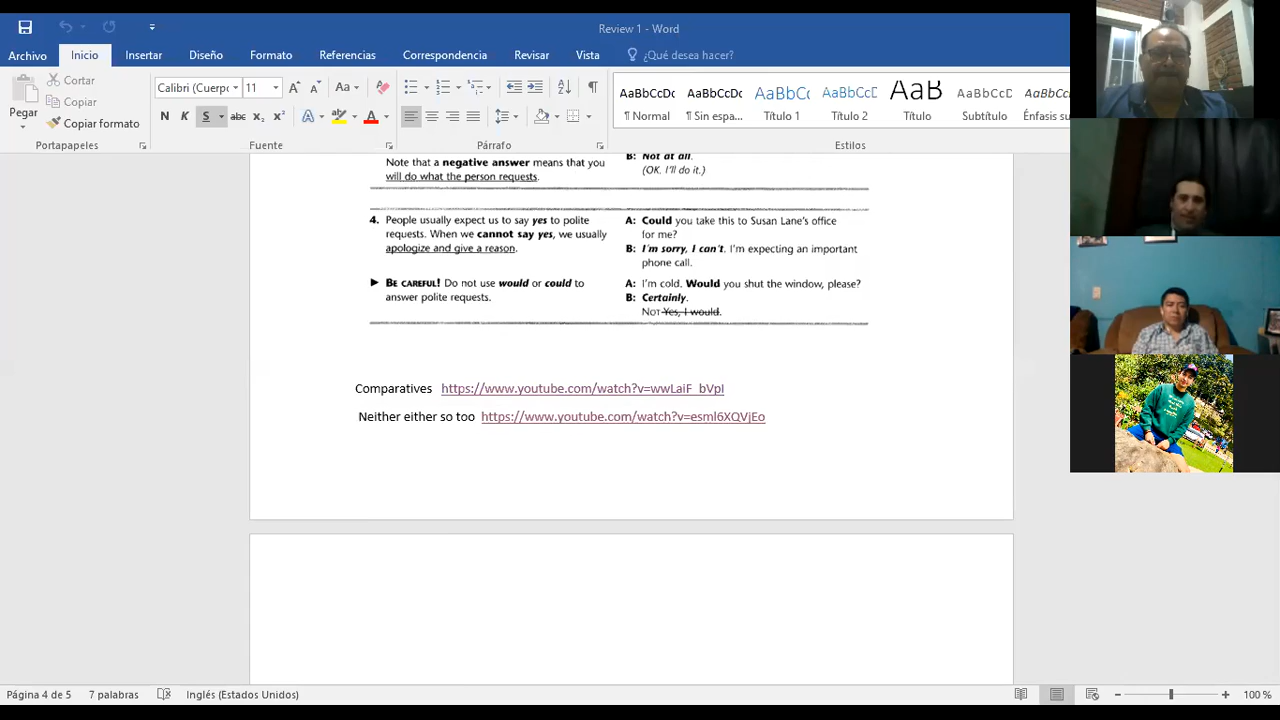 Review 1 - Word
Archivo Inicio Insertar Diseño Formato Referencias Correspondencia Revisar Vista ¿Qué desea hacer?
Pegar
Cortar
Copiar
Copiar formato
Portapapeles
Calibri (Cuerpo 11
N K S abc x₂ x²
Fuente
Párrafo
AaBbCcDc AaBbCcDc AaBbCc AaBbCcD AaB AaBbCcD AaBbCcDc
¶ Normal ¶ Sin espa... Título 1 Título 2 Título Subtítulo Énfasis su
Estilos
Note that a negative answer means that you
will do what the person requests.
B: Not at all.
(OK. I'll do it.)
4. People usually expect us to say yes to polite
requests. When we cannot say yes, we usually
apologize and give a reason.
A: Could you take this to Susan Lane's office
for me?
B: I'm sorry, I can't. I'm expecting an important
phone call.
► BE CAREFUL! Do not use would or could to
answer polite requests.
A: I'm cold. Would you shut the window, please?
B: Certainly.
NOT Yes, I would.
Comparatives https://www.youtube.com/watch?v=wwLaiF_bVpI
Neither either so too https://www.youtube.com/watch?v=esml6XQVjEo
Página 4 de 5 7 palabras Inglés (Estados Unidos) 100 %